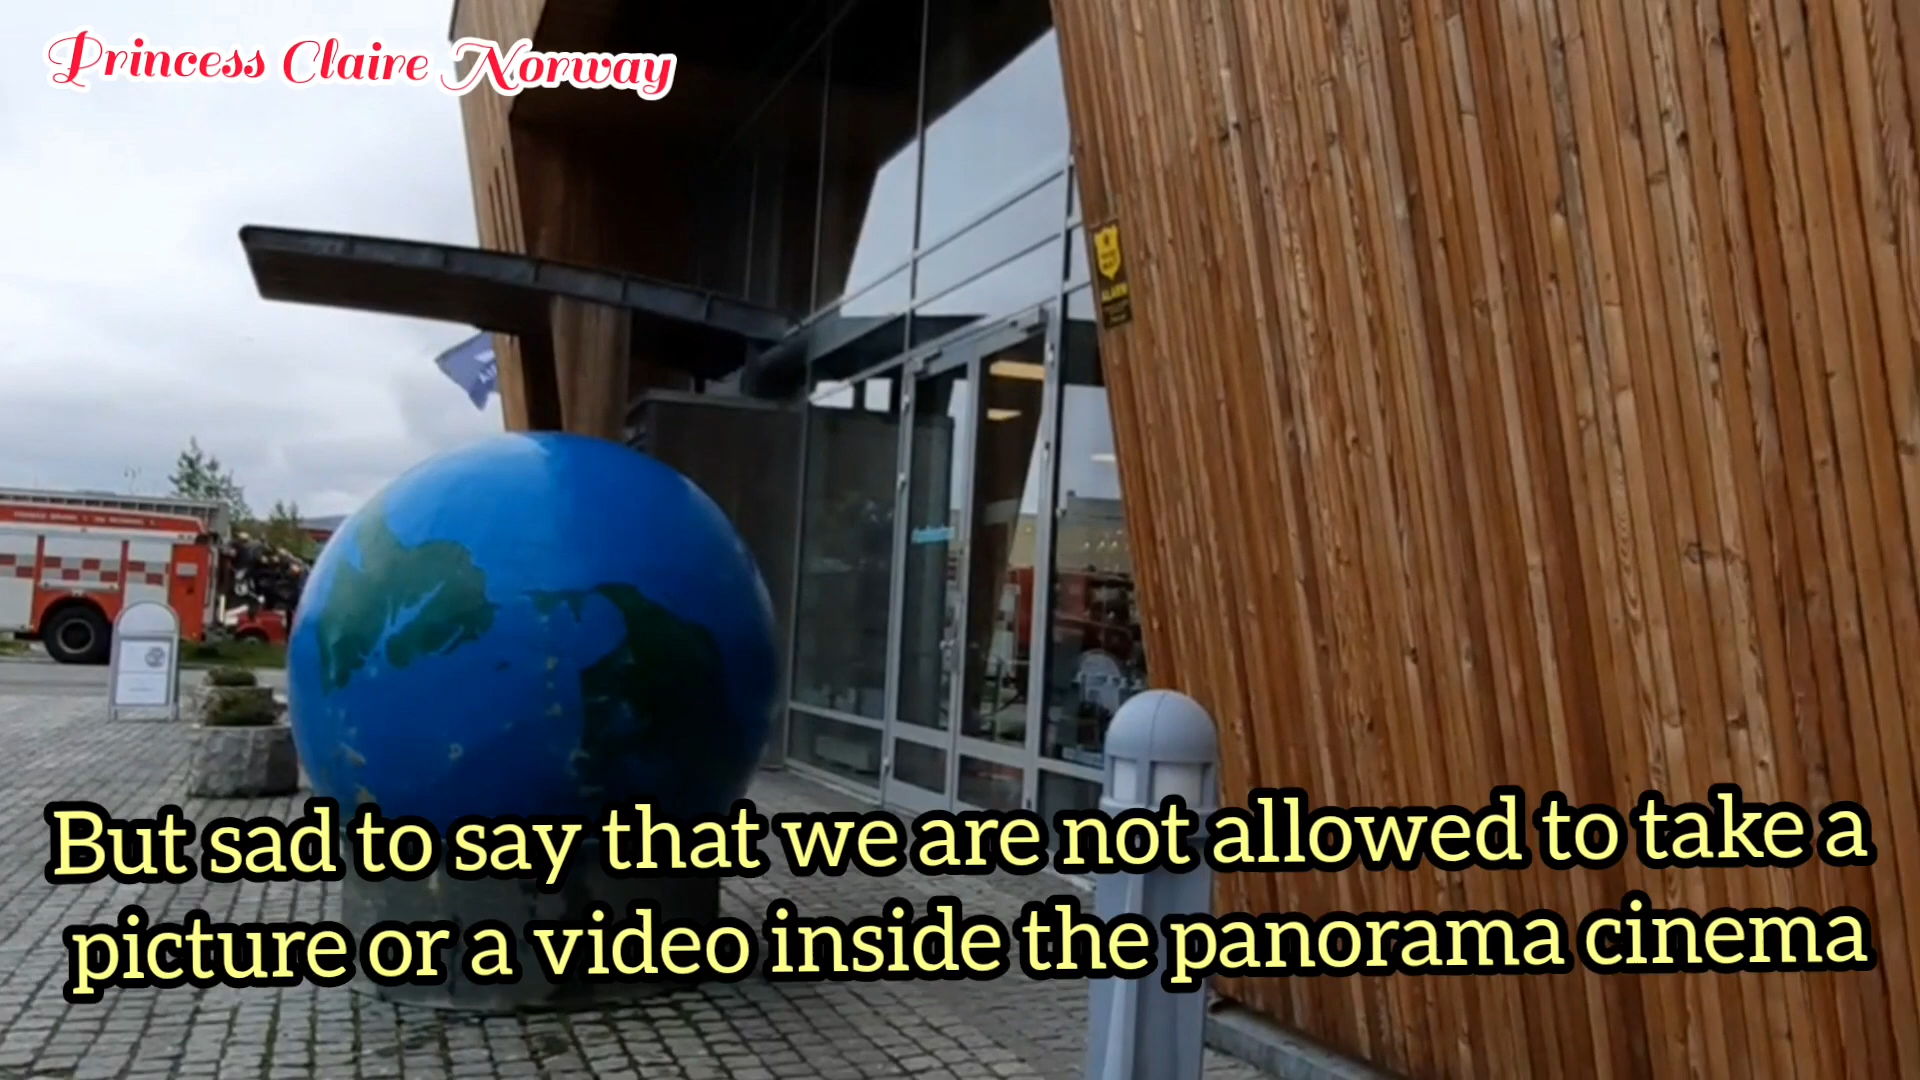 Princess Claire Norway
ALARM
But sad to say that we are not allowed to take a
picture or a video inside the panorama cinema